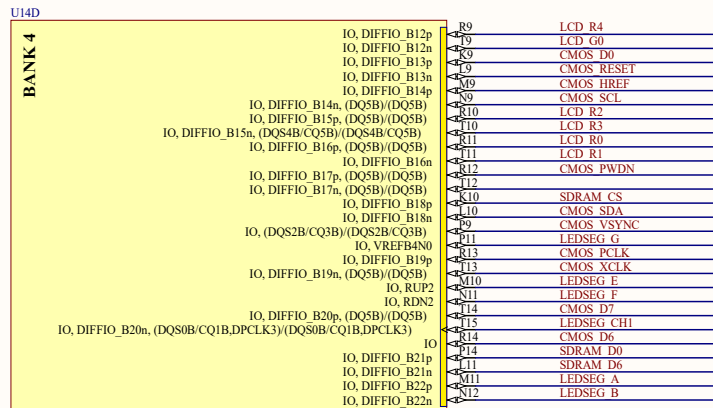 U14D
BANK 4
IO, DIFFIO_B12p R9 LCD_R4
IO, DIFFIO_B12n T9 LCD_G0
IO, DIFFIO_B13p K9 CMOS_D0
IO, DIFFIO_B13n L9 CMOS_RESET
IO, DIFFIO_B14p M9 CMOS_HREF
IO, DIFFIO_B14n, (DQ5B)/(DQ5B) N9 CMOS_SCL
IO, DIFFIO_B15p, (DQ5B)/(DQ5B) R10 LCD_R2
IO, DIFFIO_B15n, (DQS4B/CQ5B)/(DQS4B/CQ5B) T10 LCD_R3
IO, DIFFIO_B16p, (DQ5B)/(DQ5B) R11 LCD_R0
IO, DIFFIO_B16n T11 LCD_R1
IO, DIFFIO_B17p, (DQ5B)/(DQ5B) R12 CMOS_PWDN
IO, DIFFIO_B17n, (DQ5B)/(DQ5B) T12
IO, DIFFIO_B18p K10 SDRAM_CS
IO, DIFFIO_B18n L10 CMOS_SDA
IO, (DQS2B/CQ3B)/(DQS2B/CQ3B) P9 CMOS_VSYNC
IO, VREFB4N0 P11 LEDSEG_G
IO, DIFFIO_B19p R13 CMOS_PCLK
IO, DIFFIO_B19n, (DQ5B)/(DQ5B) T13 CMOS_XCLK
IO, RUP2 M10 LEDSEG_E
IO, RDN2 N11 LEDSEG_F
IO, DIFFIO_B20p, (DQ5B)/(DQ5B) T14 CMOS_D7
IO, DIFFIO_B20n, (DQS0B/CQ1B,DPCLK3)/(DQS0B/CQ1B,DPCLK3) T15 LEDSEG_CH1
IO R14 CMOS_D6
IO, DIFFIO_B21p P14 SDRAM_D0
IO, DIFFIO_B21n L11 SDRAM_D6
IO, DIFFIO_B22p M11 LEDSEG_A
IO, DIFFIO_B22n N12 LEDSEG_B